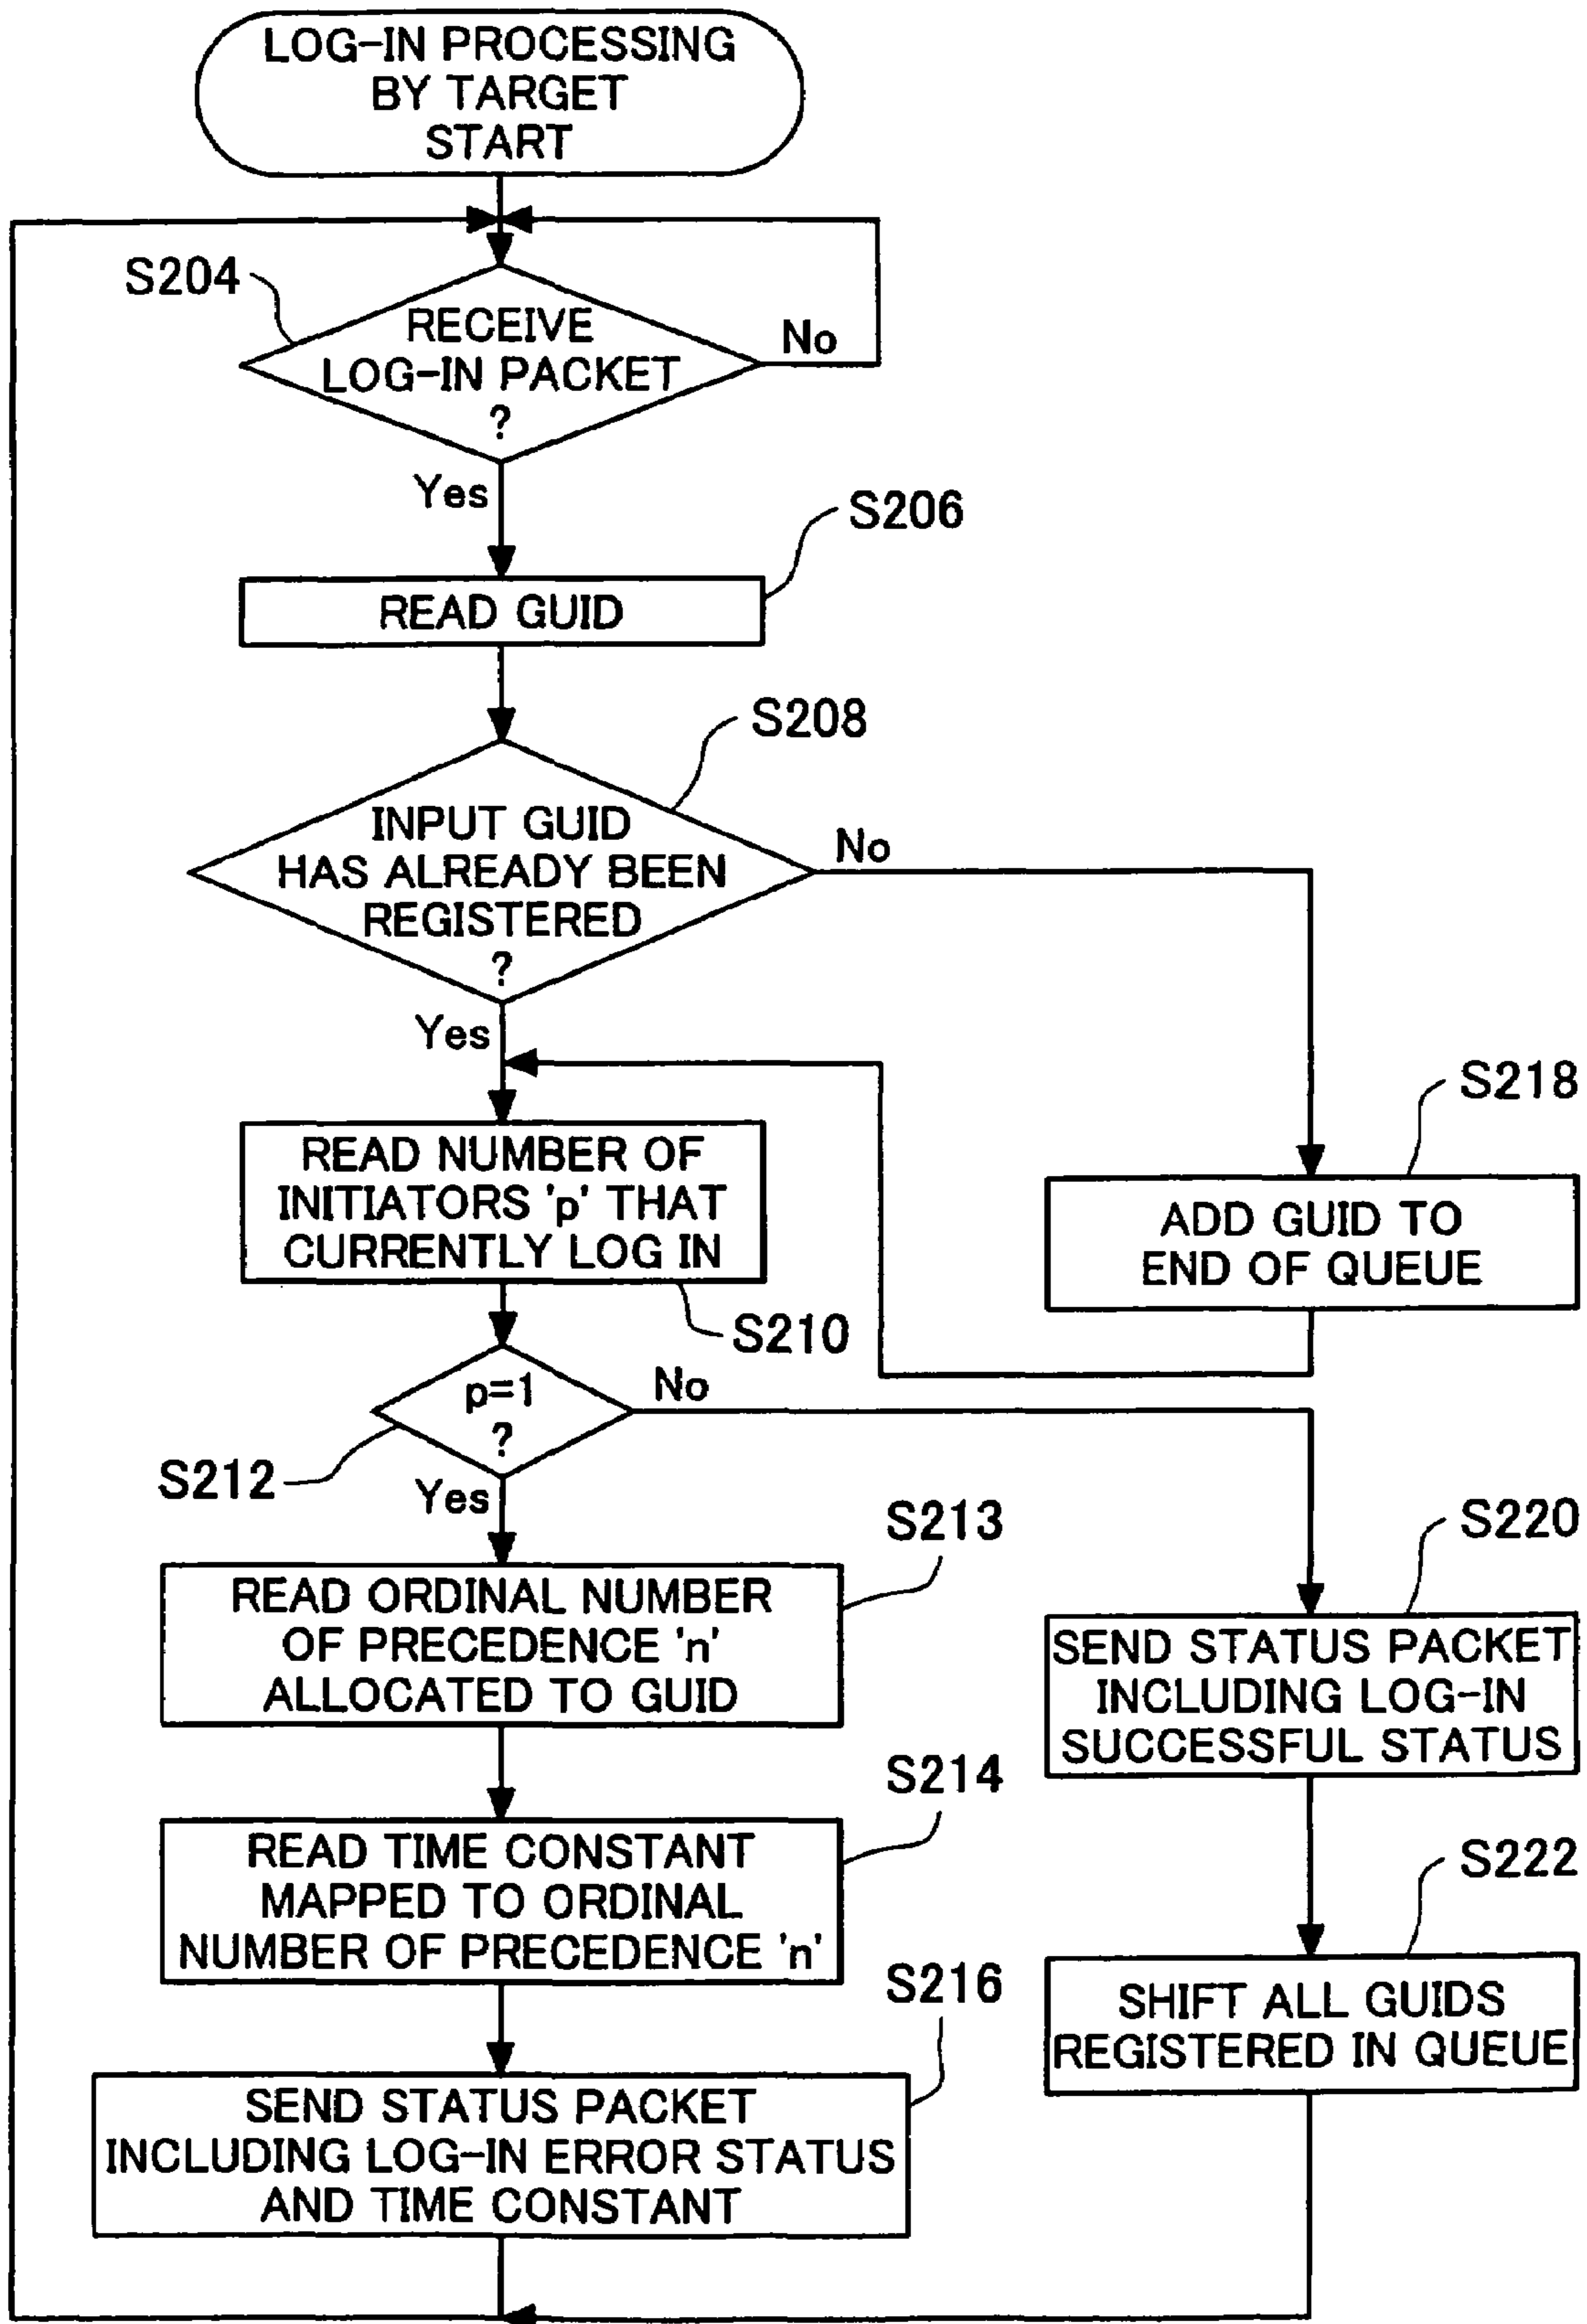 LOG-IN PROCESSING
BY TARGET
START
S204
RECEIVE
LOG-IN PACKET
?
No
Yes
S206
READ GUID
S208
INPUT GUID
HAS ALREADY BEEN
REGISTERED
?
No
Yes
S218
READ NUMBER OF
INITIATORS 'p' THAT
CURRENTLY LOG IN
ADD GUID TO
END OF QUEUE
S210
p=1
?
No
S212
Yes
S213
READ ORDINAL NUMBER
OF PRECEDENCE 'n'
ALLOCATED TO GUID
S220
SEND STATUS PACKET
INCLUDING LOG-IN
SUCCESSFUL STATUS
S214
READ TIME CONSTANT
MAPPED TO ORDINAL
NUMBER OF PRECEDENCE 'n'
S222
SHIFT ALL GUIDS
REGISTERED IN QUEUE
S216
SEND STATUS PACKET
INCLUDING LOG-IN ERROR STATUS
AND TIME CONSTANT